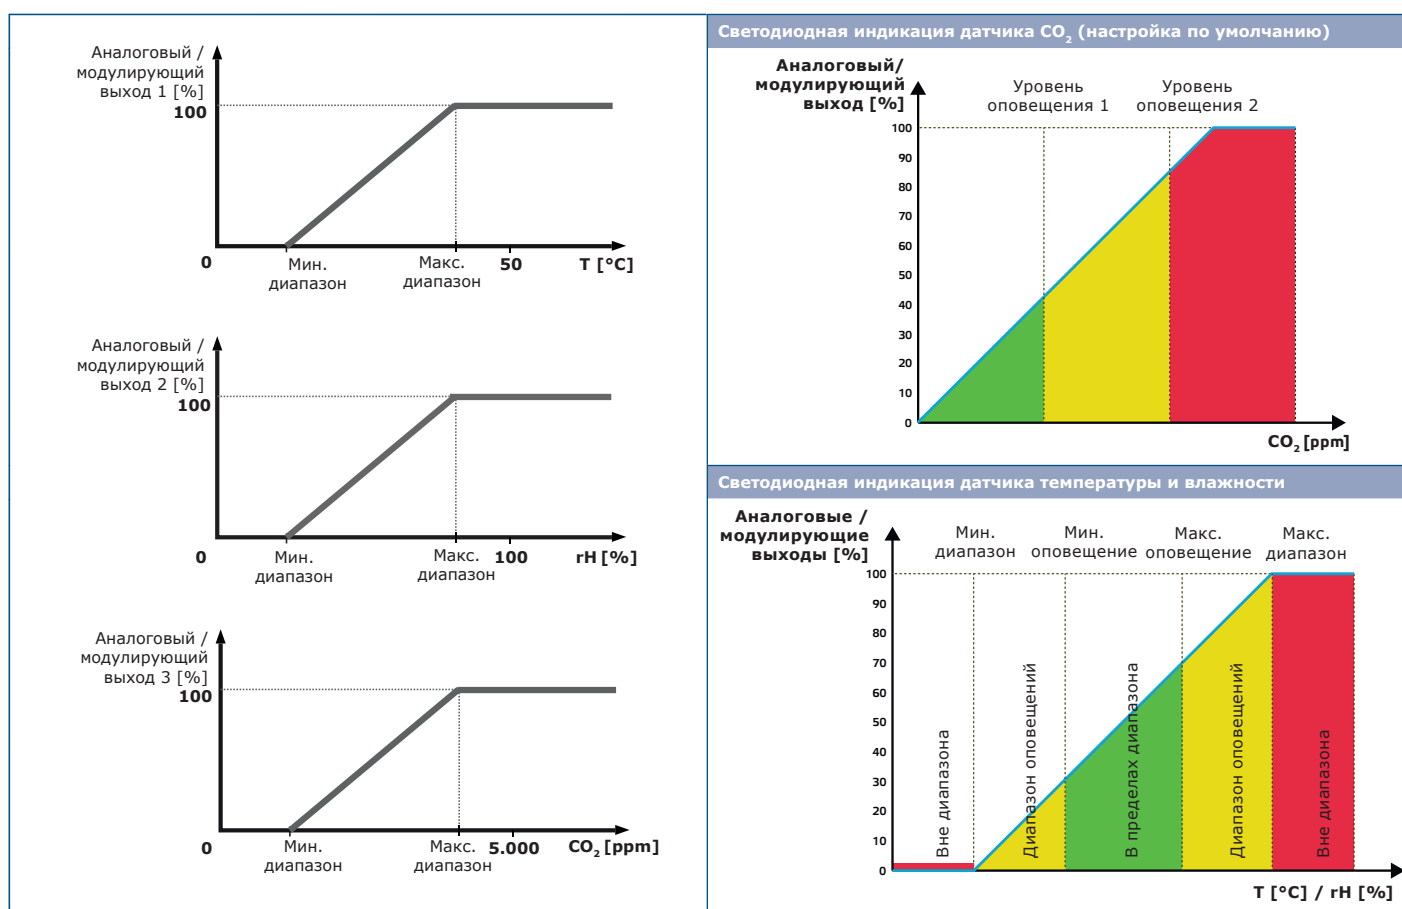 Аналоговый /
модулирующий
выход 1 [%]
100
0
Мин.
диапазон
Макс.
диапазон
50
T [°C]
Аналоговый /
модулирующий
выход 2 [%]
100
0
Мин.
диапазон
Макс.
диапазон
100
rH [%]
Аналоговый /
модулирующий
выход 3 [%]
100
0
Мин.
диапазон
Макс.
диапазон
5.000
CO2 [ppm]
Светодиодная индикация датчика CO2 (настройка по умолчанию)
Аналоговый/
модулирующий
выход [%]
Уровень
оповещения 1
Уровень
оповещения 2
100
90
80
70
60
50
40
30
20
10
0
CO2 [ppm]
Светодиодная индикация датчика температуры и влажности
Аналоговые /
модулирующие
выходы [%]
Мин.
диапазон
Мин.
оповещение
Макс.
оповещение
Макс.
диапазон
100
90
80
70
60
50
40
30
20
10
0
Вне диапазона
Диапазон оповещений
В пределах диапазона
Диапазон оповещений
Вне диапазона
T [°C] / rH [%]